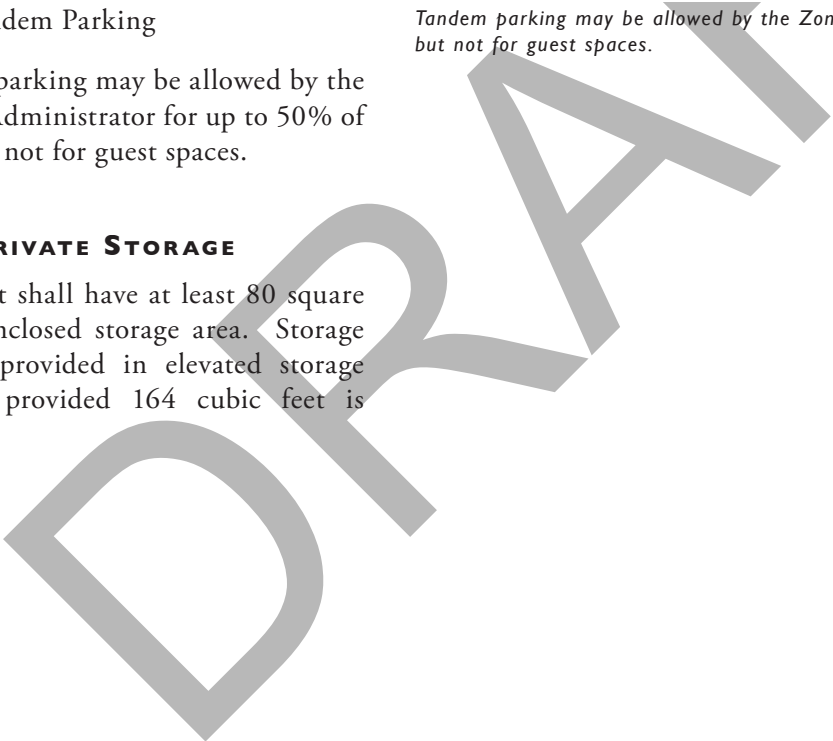 dem Parking
parking may be allowed by the
Administrator for up to 50% of
not for guest spaces.
RIVATE STORAGE
t shall have at least 80 square
nclosed storage area. Storage
provided in elevated storage
provided 164 cubic feet is
Tandem parking may be allowed by the Zon
but not for guest spaces.
DRA